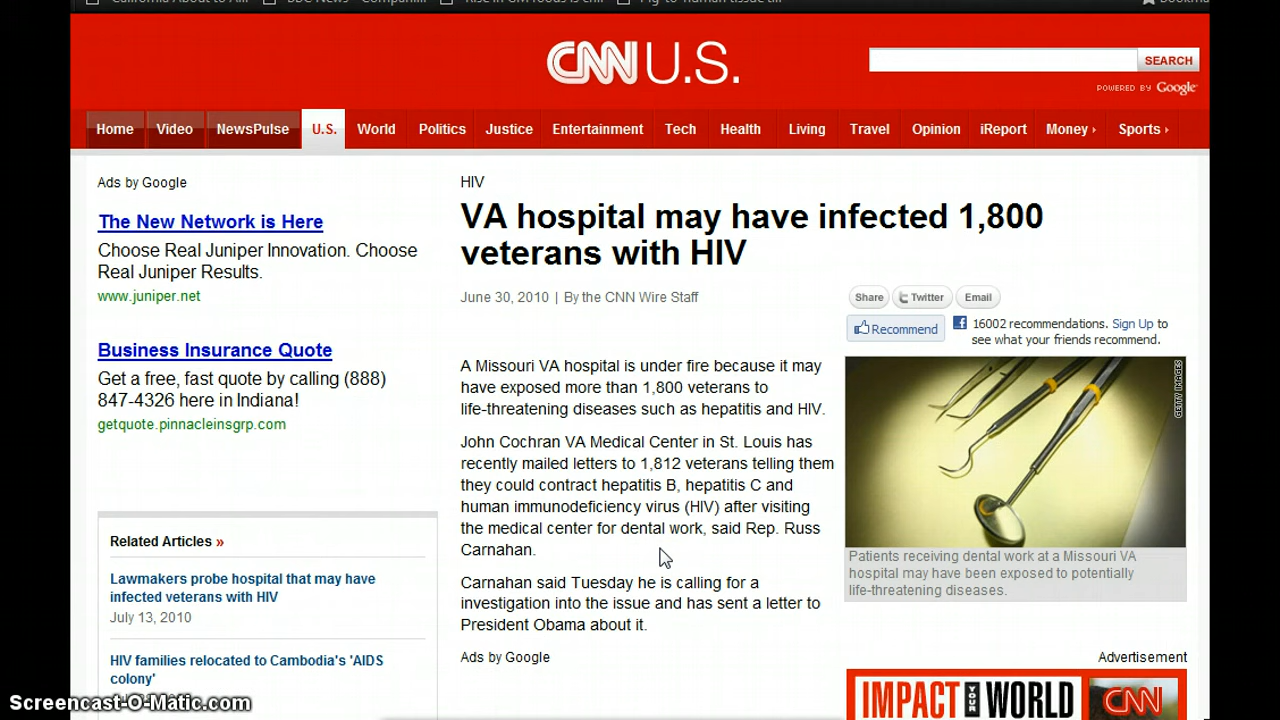 CNN U.S.
SEARCH
POWERED BY Google
Home Video NewsPulse U.S. World Politics Justice Entertainment Tech Health Living Travel Opinion iReport Money › Sports ›
Ads by Google
The New Network is Here
Choose Real Juniper Innovation. Choose
Real Juniper Results.
www.juniper.net
Business Insurance Quote
Get a free, fast quote by calling (888)
847-4326 here in Indiana!
getquote.pinnacleinsgrp.com
Related Articles »
Lawmakers probe hospital that may have
infected veterans with HIV
July 13, 2010
HIV families relocated to Cambodia's 'AIDS
colony'
HIV
VA hospital may have infected 1,800
veterans with HIV
June 30, 2010 | By the CNN Wire Staff
Share Twitter Email
Recommend
16002 recommendations. Sign Up to
see what your friends recommend.
A Missouri VA hospital is under fire because it may
have exposed more than 1,800 veterans to
life-threatening diseases such as hepatitis and HIV.
John Cochran VA Medical Center in St. Louis has
recently mailed letters to 1,812 veterans telling them
they could contract hepatitis B, hepatitis C and
human immunodeficiency virus (HIV) after visiting
the medical center for dental work, said Rep. Russ
Carnahan.
Carnahan said Tuesday he is calling for a
investigation into the issue and has sent a letter to
President Obama about it.
Ads by Google
GETTY IMAGES
Patients receiving dental work at a Missouri VA
hospital may have been exposed to potentially
life-threatening diseases.
Advertisement
IMPACT YOUR WORLD
CNN
Screencast-O-Matic.com